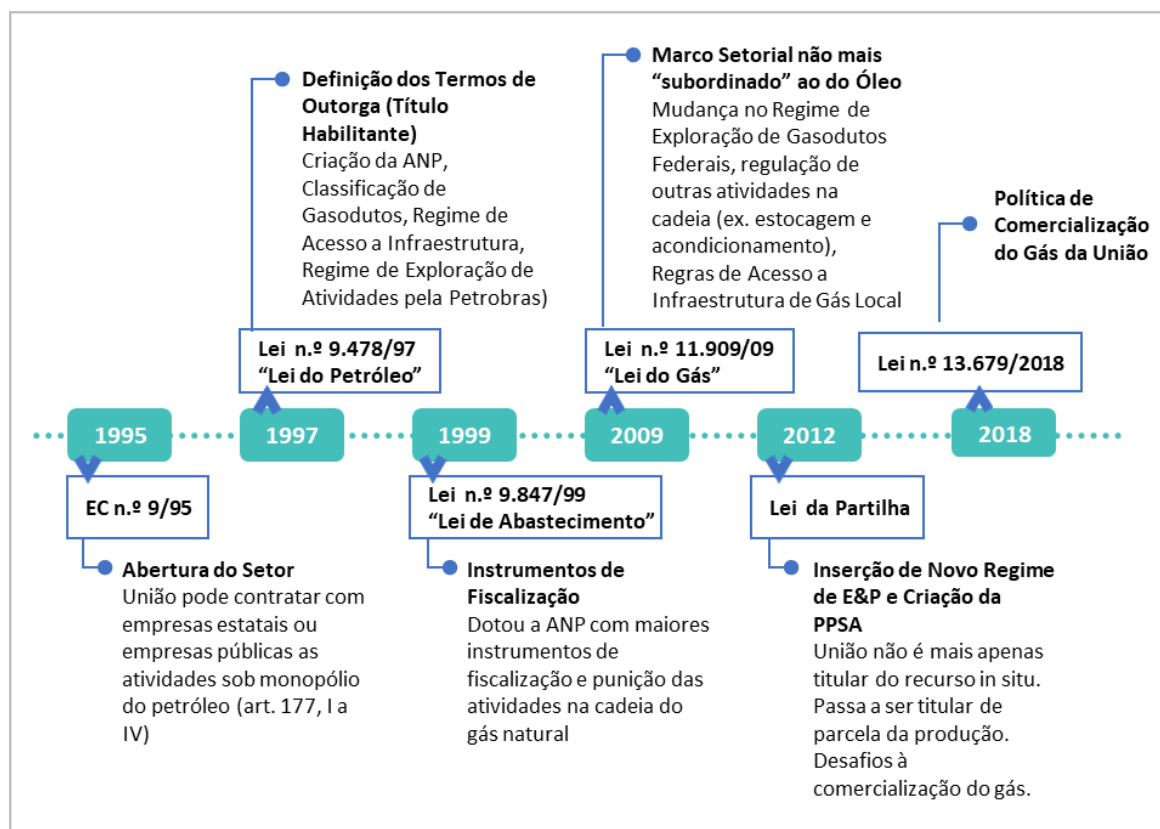 Definição dos Termos de
Outorga (Título
Habilitante)
Criação da ANP,
Classificação de
Gasodutos, Regime de
Acesso a Infraestrutura,
Regime de Exploração de
Atividades pela Petrobras)
Marco Setorial não mais
“subordinado” ao do Óleo
Mudança no Regime de
Exploração de Gasodutos
Federais, regulação de
outras atividades na
cadeia (ex. estocagem e
acondicionamento),
Regras de Acesso a
Infraestrutura de Gás Local
Política de
Comercialização
do Gás da União
Lei n.º 9.478/97
“Lei do Petróleo”
Lei n.º 11.909/09
“Lei do Gás”
Lei n.º 13.679/2018
1995
1997
1999
2009
2012
2018
EC n.º 9/95
Lei n.º 9.847/99
“Lei de Abastecimento”
Lei da Partilha
Abertura do Setor
União pode contratar com
empresas estatais ou
empresas públicas as
atividades sob monopólio
do petróleo (art. 177, I a
IV)
Instrumentos de
Fiscalização
Dotou a ANP com maiores
instrumentos de
fiscalização e punição das
atividades na cadeia do
gás natural
Inserção de Novo Regime
de E&P e Criação da
PPSA
União não é mais apenas
titular do recurso in situ.
Passa a ser titular de
parcela da produção.
Desafios à
comercialização do gás.